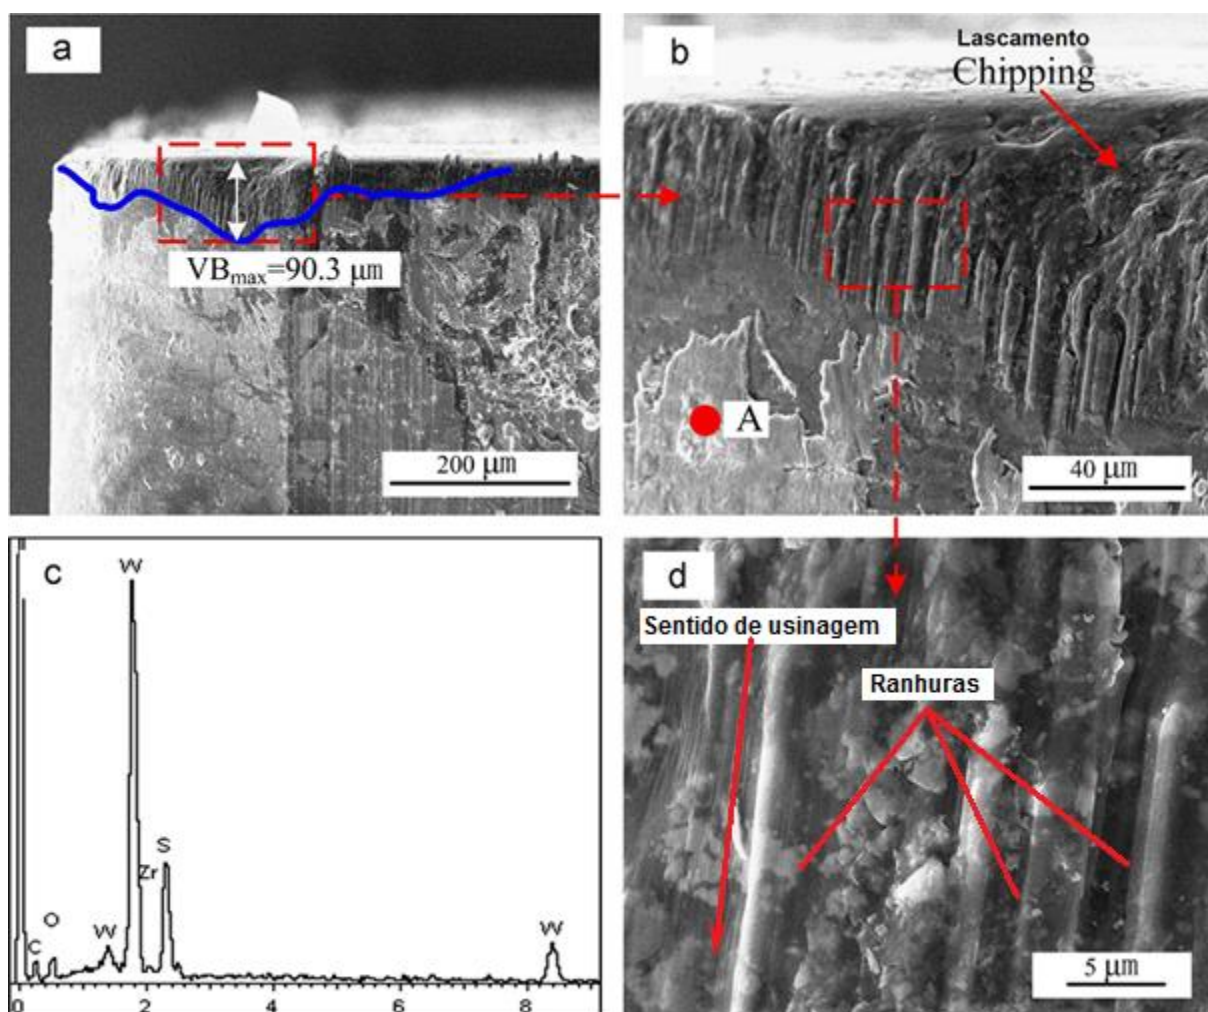 a
VBmax=90.3 μm
200 μm
b
Lascamento
Chipping
A
40 μm
c
W
Zr
S
O
C
W
W
0 2 4 6 8
d
Sentido de usinagem
Ranhuras
5 μm